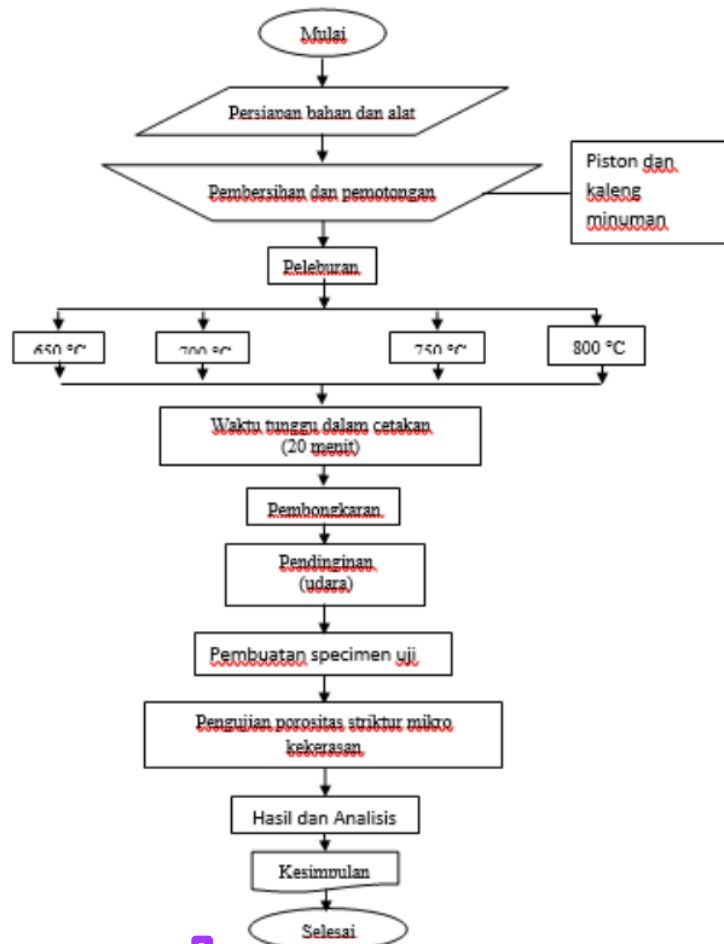 Mulai
Persiapan bahan dan alat
Pembersihan dan pemotongan
Piston dan
kaleng
minuman
Peleburan
650 °C
700 °C
750 °C
800 °C
Waktu tunggu dalam cetakan
(20 menit)
Pembongkaran
Pendinginan
(udara)
Pembuatan specimen uji
Pengujian porositas striktur mikro
kekerasan
Hasil dan Analisis
Kesimpulan
Selesai